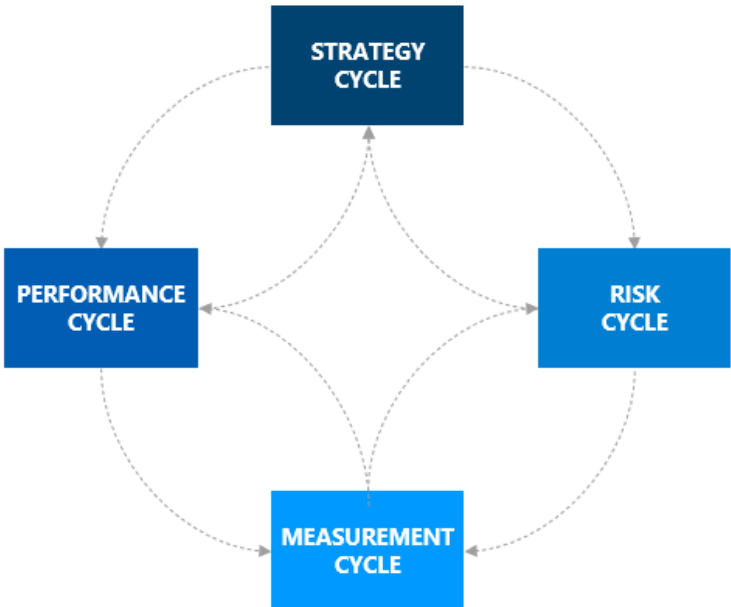 STRATEGY
CYCLE
PERFORMANCE
CYCLE
RISK
CYCLE
MEASUREMENT
CYCLE